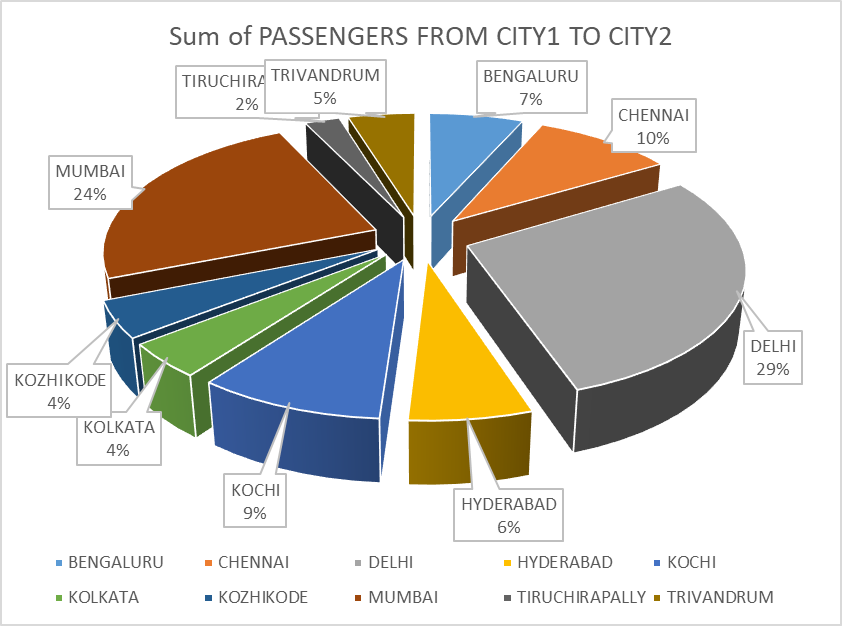 Sum of PASSENGERS FROM CITY1 TO CITY2
TIRUCHIRA
2%
TRIVANDRUM
5%
BENGALURU
7%
CHENNAI
10%
MUMBAI
24%
DELHI
29%
KOZHIKODE
4%
KOLKATA
4%
KOCHI
9%
HYDERABAD
6%
BENGALURU CHENNAI DELHI HYDERABAD KOCHI
KOLKATA KOZHIKODE MUMBAI TIRUCHIRAPALLY TRIVANDRUM